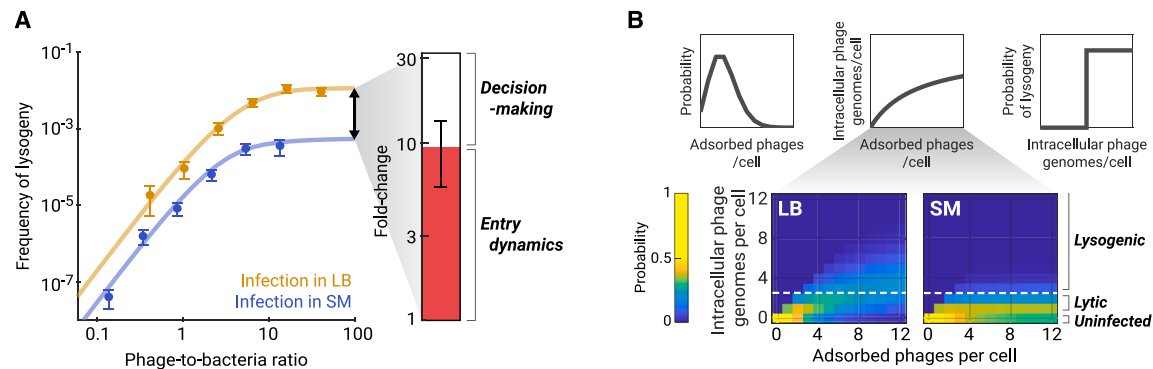 A
Frequency of lysogeny
10-1
10-3
10-5
10-7
0.1
1
10
100
Phage-to-bacteria ratio
Infection in LB
Infection in SM
Fold-change
30
10
3
1
Decision
-making
Entry
dynamics
B
Probability
Adsorbed phages
/cell
Intracellular phage
genomes/cell
Adsorbed phages
/cell
Probability
of lysogeny
Intracellular phage
genomes/cell
Probability
1
0.5
0
Intracellular phage
genomes per cell
12
8
4
0
LB
0 4 8 12
SM
0 4 8 12
Adsorbed phages per cell
Lysogenic
Lytic
Uninfected